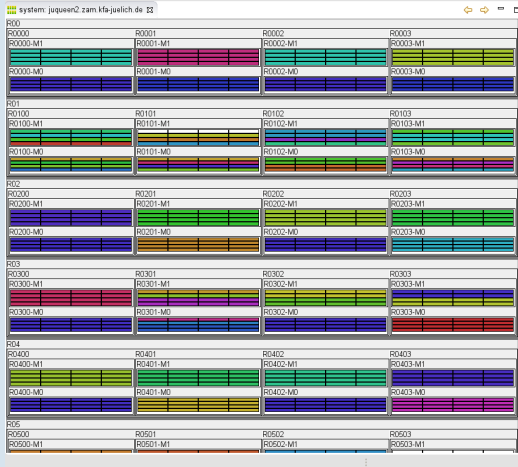 system: juqueen2.zam.kfa-juelich.de
R00
R0000 R0001 R0002 R0003
R0000-M1 R0001-M1 R0002-M1 R0003-M1
R0000-M0 R0001-M0 R0002-M0 R0003-M0
R01
R0100 R0101 R0102 R0103
R0100-M1 R0101-M1 R0102-M1 R0103-M1
R0100-M0 R0101-M0 R0102-M0 R0103-M0
R02
R0200 R0201 R0202 R0203
R0200-M1 R0201-M1 R0202-M1 R0203-M1
R0200-M0 R0201-M0 R0202-M0 R0203-M0
R03
R0300 R0301 R0302 R0303
R0300-M1 R0301-M1 R0302-M1 R0303-M1
R0300-M0 R0301-M0 R0302-M0 R0303-M0
R04
R0400 R0401 R0402 R0403
R0400-M1 R0401-M1 R0402-M1 R0403-M1
R0400-M0 R0401-M0 R0402-M0 R0403-M0
R05
R0500 R0501 R0502 R0503
R0500-M1 R0501-M1 R0502-M1 R0503-M1